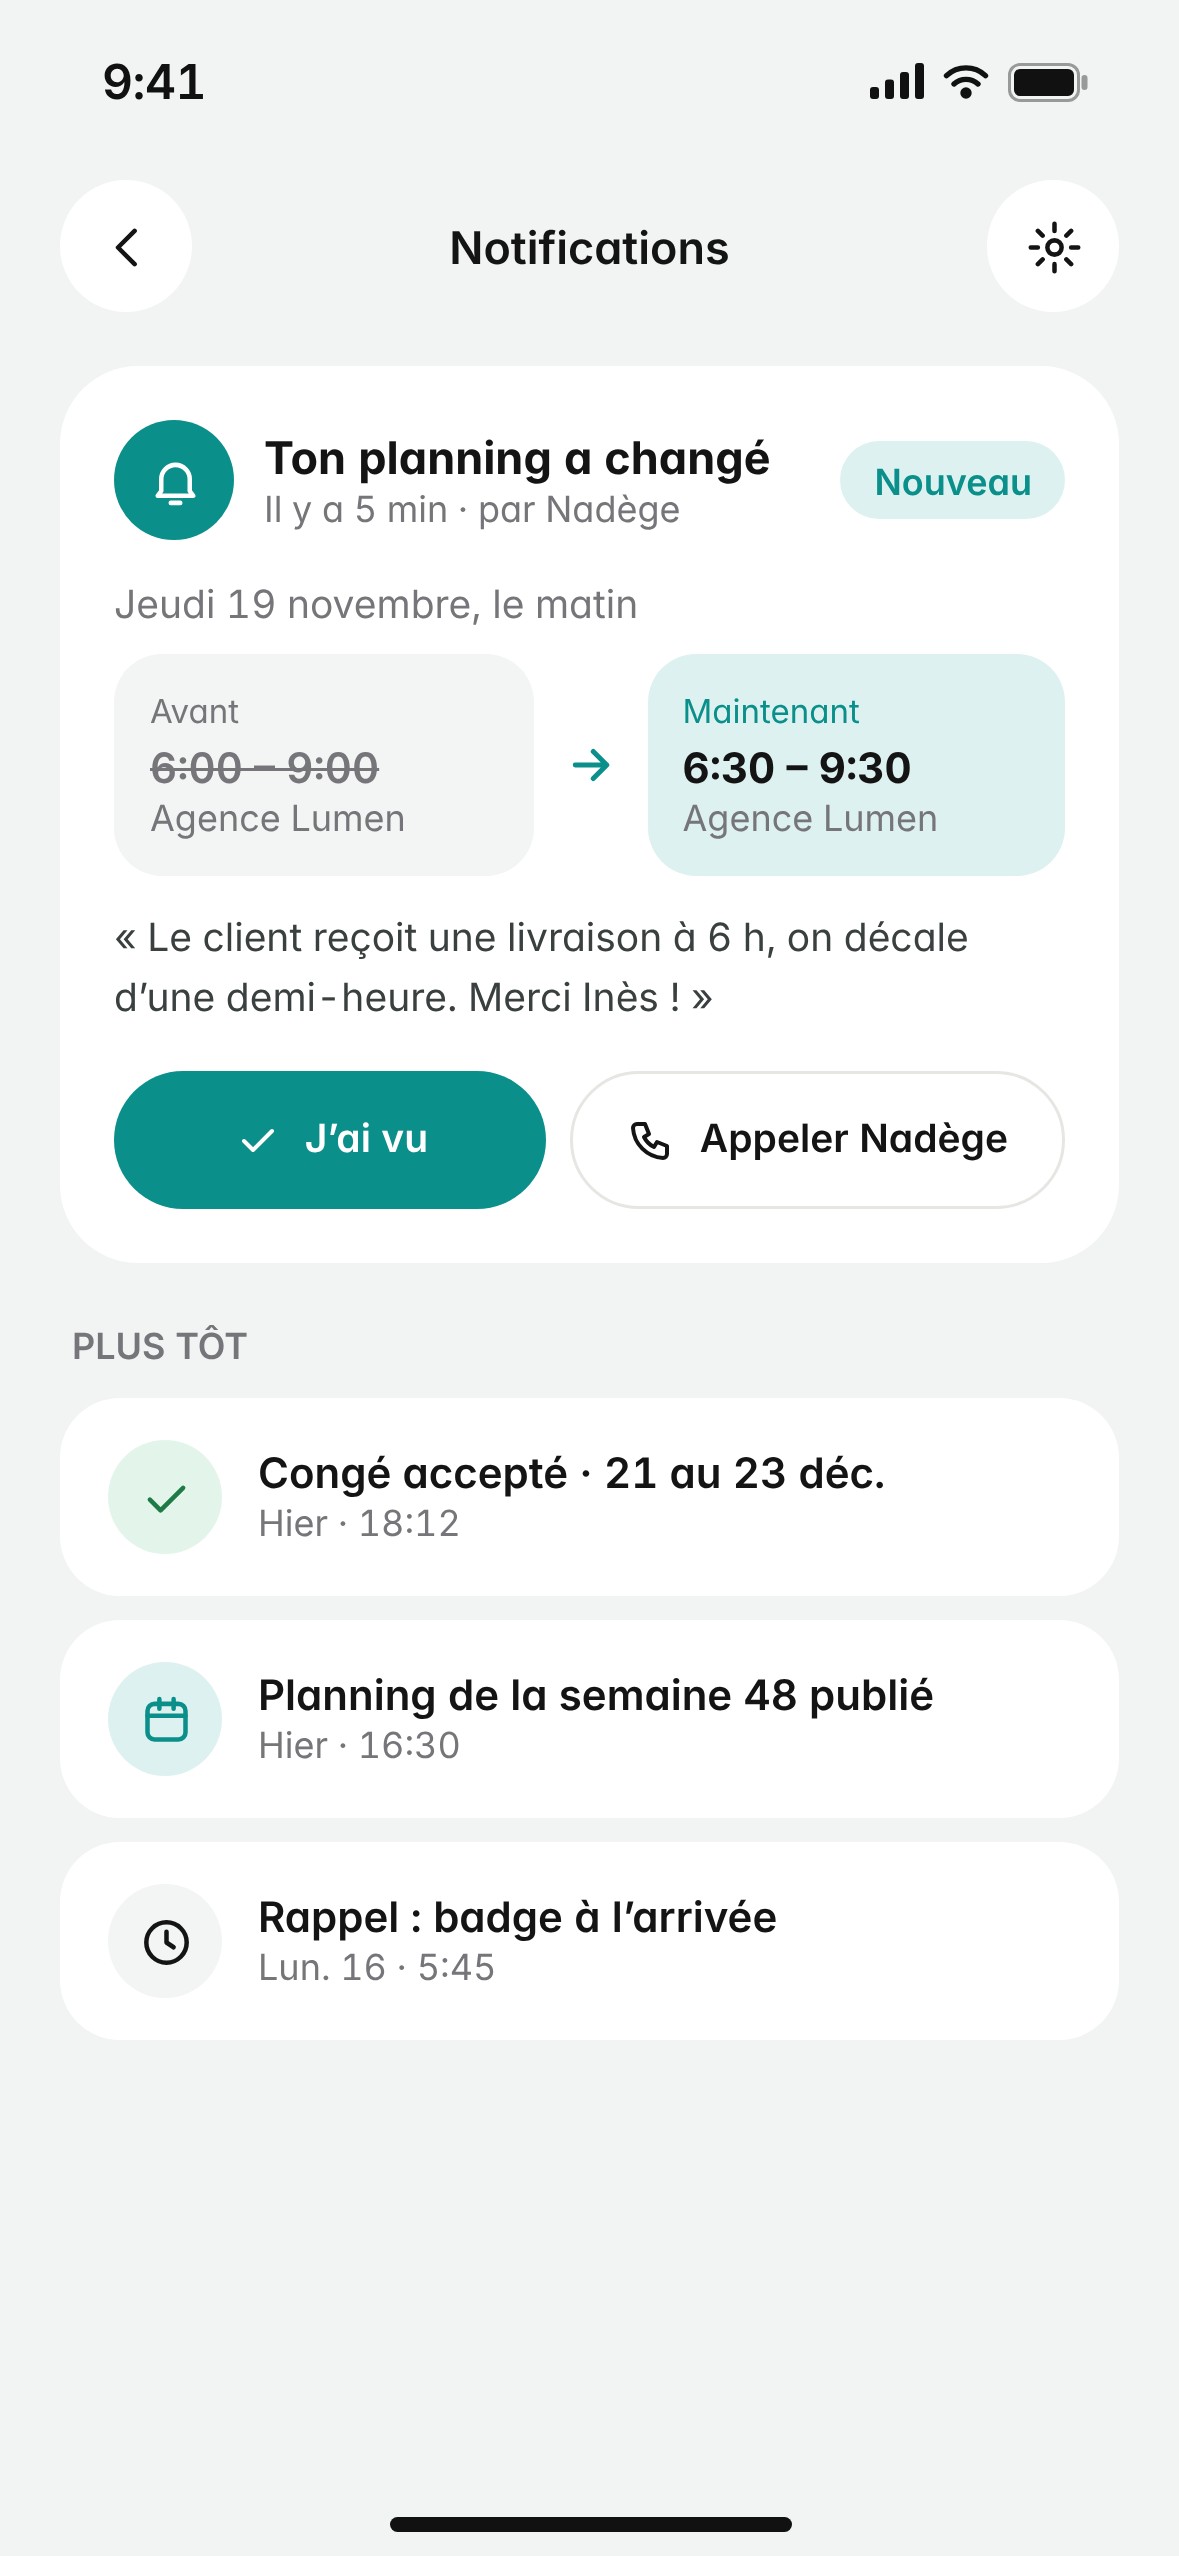 9:41
Notifications
Ton planning a changé
Il y a 5 min · par Nadège
Nouveau
Jeudi 19 novembre, le matin
Avant
6:00 – 9:00
Agence Lumen
Maintenant
6:30 – 9:30
Agence Lumen
« Le client reçoit une livraison à 6 h, on décale
d’une demi-heure. Merci Inès ! »
J’ai vu
Appeler Nadège
PLUS TÔT
Congé accepté · 21 au 23 déc.
Hier · 18:12
Planning de la semaine 48 publié
Hier · 16:30
Rappel : badge à l’arrivée
Lun. 16 · 5:45